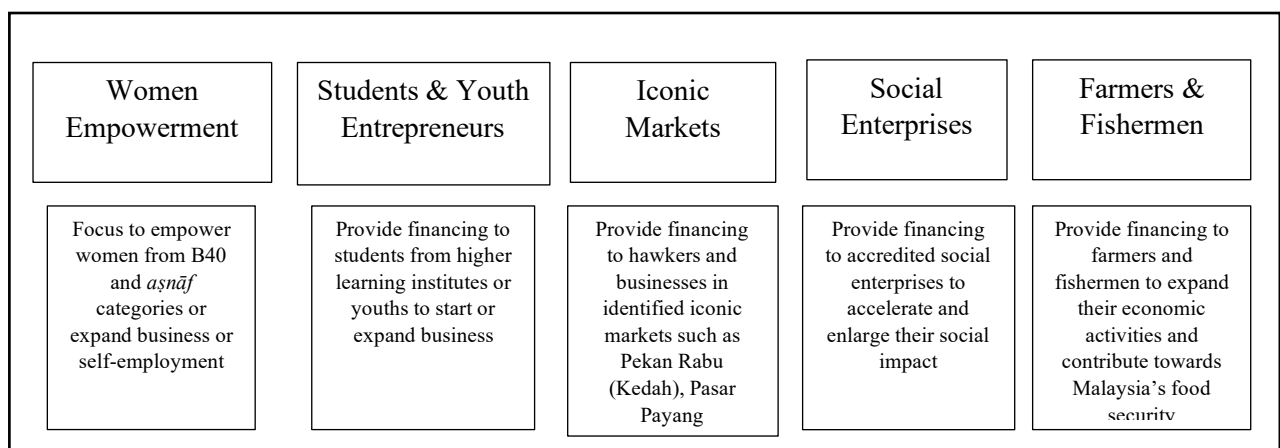 Women
Empowerment
Students & Youth
Entrepreneurs
Iconic
Markets
Social
Enterprises
Farmers &
Fishermen
Focus to empower
women from B40
and aṣnāf
categories or
expand business or
self-employment
Provide financing to
students from higher
learning institutes or
youths to start or
expand business
Provide financing
to hawkers and
businesses in
identified iconic
markets such as
Pekan Rabu
(Kedah), Pasar
Payang
Provide financing
to accredited social
enterprises to
accelerate and
enlarge their social
impact
Provide financing to
farmers and
fishermen to expand
their economic
activities and
contribute towards
Malaysia’s food
security